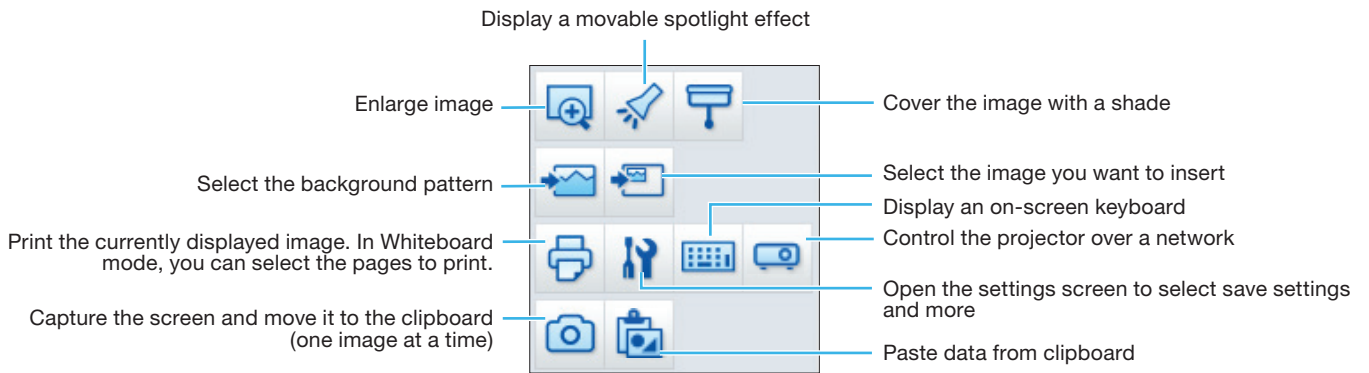 Display a movable spotlight effect
Enlarge image
Cover the image with a shade
Select the background pattern
Select the image you want to insert
Display an on-screen keyboard
Print the currently displayed image. In Whiteboard
mode, you can select the pages to print.
Control the projector over a network
Open the settings screen to select save settings
and more
Capture the screen and move it to the clipboard
(one image at a time)
Paste data from clipboard